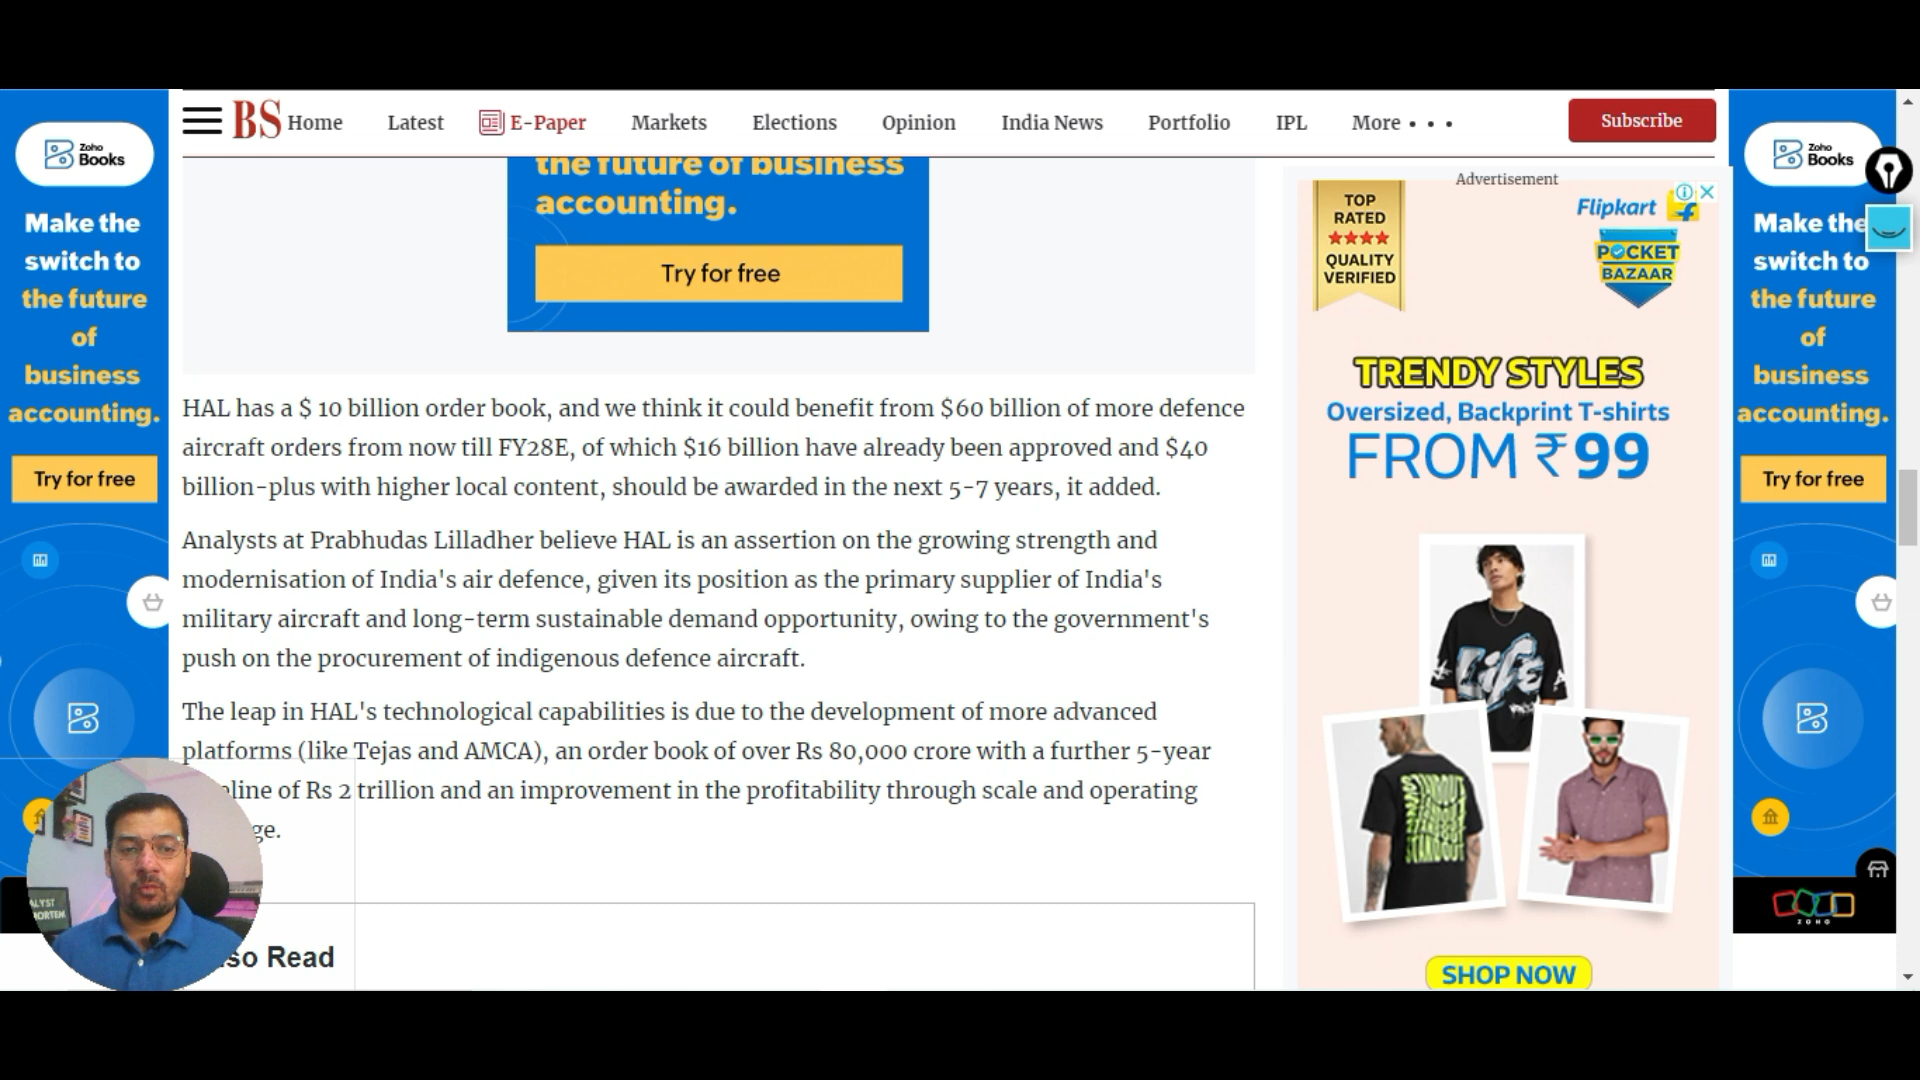 BS Home Latest E-Paper Markets Elections Opinion India News Portfolio IPL More • • • Subscribe
Zoho
Books
Make the
switch to
the future
of
business
accounting.
Try for free
the future of business
accounting.
Try for free
HAL has a $ 10 billion order book, and we think it could benefit from $60 billion of more defence
aircraft orders from now till FY28E, of which $16 billion have already been approved and $40
billion-plus with higher local content, should be awarded in the next 5-7 years, it added.
Analysts at Prabhudas Lilladher believe HAL is an assertion on the growing strength and
modernisation of India's air defence, given its position as the primary supplier of India's
military aircraft and long-term sustainable demand opportunity, owing to the government's
push on the procurement of indigenous defence aircraft.
The leap in HAL's technological capabilities is due to the development of more advanced
platforms (like Tejas and AMCA), an order book of over Rs 80,000 crore with a further 5-year
eline of Rs 2 trillion and an improvement in the profitability through scale and operating
ge.
so Read
ALYST
ORTEM
Advertisement
TOP
RATED
QUALITY
VERIFIED
Flipkart
POCKET
BAZAAR
TRENDY STYLES
Oversized, Backprint T-shirts
FROM ₹99
Life
STANDOUT
SHOP NOW
Zoho
Books
Make the
switch to
the future
of
business
accounting.
Try for free
ZOHO